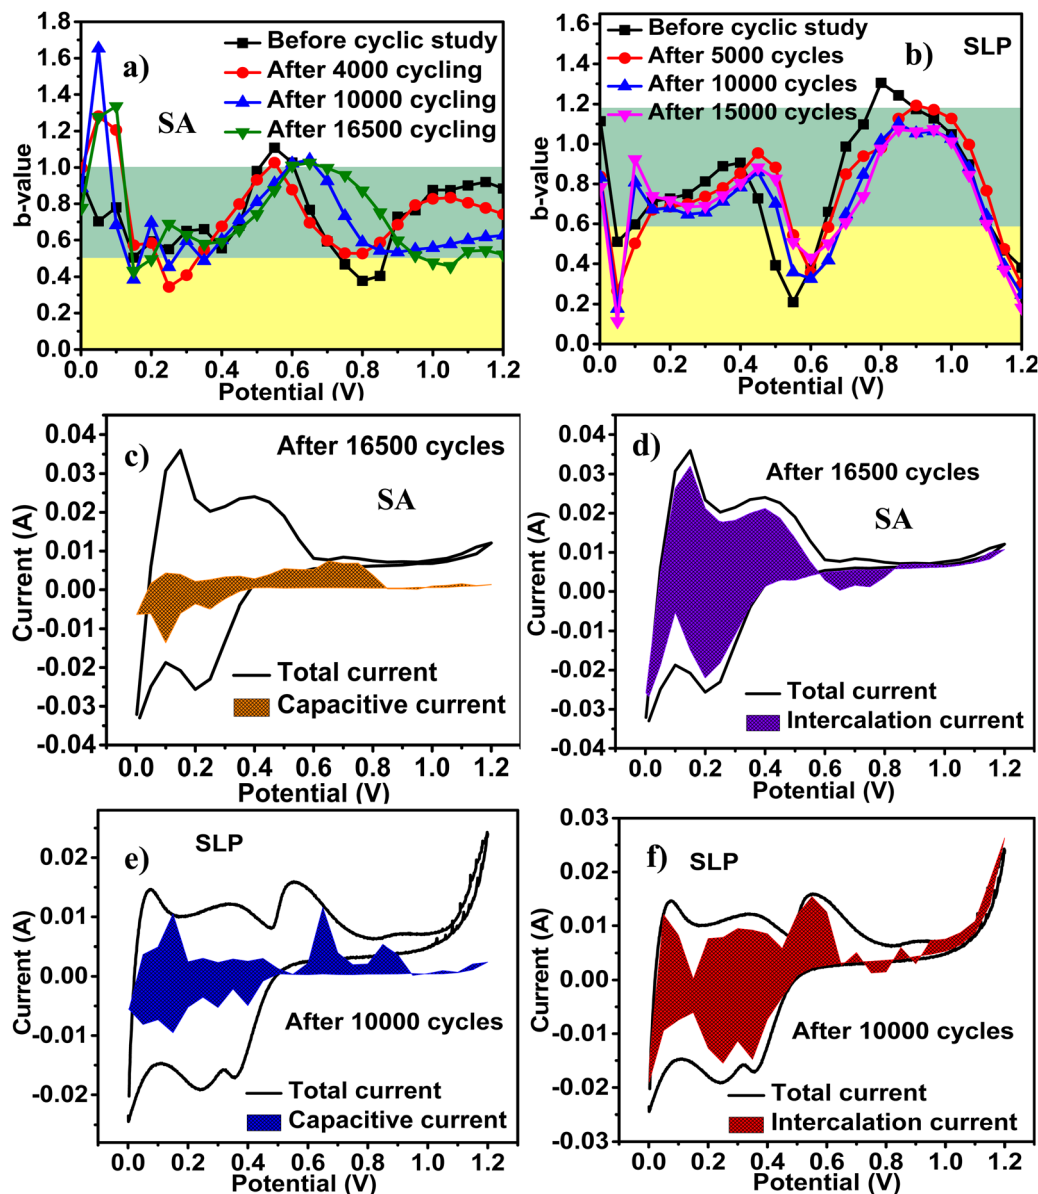 a)
SA
Before cyclic study
After 4000 cycling
After 10000 cycling
After 16500 cycling
b-value
1.8
1.6
1.4
1.2
1.0
0.8
0.6
0.4
0.2
0.0
0.0 0.2 0.4 0.6 0.8 1.0 1.2
Potential (V)
b)
SLP
Before cyclic study
After 5000 cycles
After 10000 cycles
After 15000 cycles
b-value
1.6
1.4
1.2
1.0
0.8
0.6
0.4
0.2
0.0
0.0 0.2 0.4 0.6 0.8 1.0 1.2
Potential (V)
c)
After 16500 cycles
SA
Total current
Capacitive current
Current (A)
0.04
0.03
0.02
0.01
0.00
-0.01
-0.02
-0.03
-0.04
0.0 0.2 0.4 0.6 0.8 1.0 1.2
Potential (V)
d)
After 16500 cycles
SA
Total current
Intercalation current
Current (A)
0.04
0.03
0.02
0.01
0.00
-0.01
-0.02
-0.03
-0.04
0.0 0.2 0.4 0.6 0.8 1.0 1.2
Potential (V)
e)
SLP
After 10000 cycles
Total current
Capacitive current
Current (A)
0.02
0.01
0.00
-0.01
-0.02
0.0 0.2 0.4 0.6 0.8 1.0 1.2
Potential (V)
f)
SLP
After 10000 cycles
Total current
Intercalation current
Current (A)
0.03
0.02
0.01
0.00
-0.01
-0.02
-0.03
0.0 0.2 0.4 0.6 0.8 1.0 1.2
Potential (V)